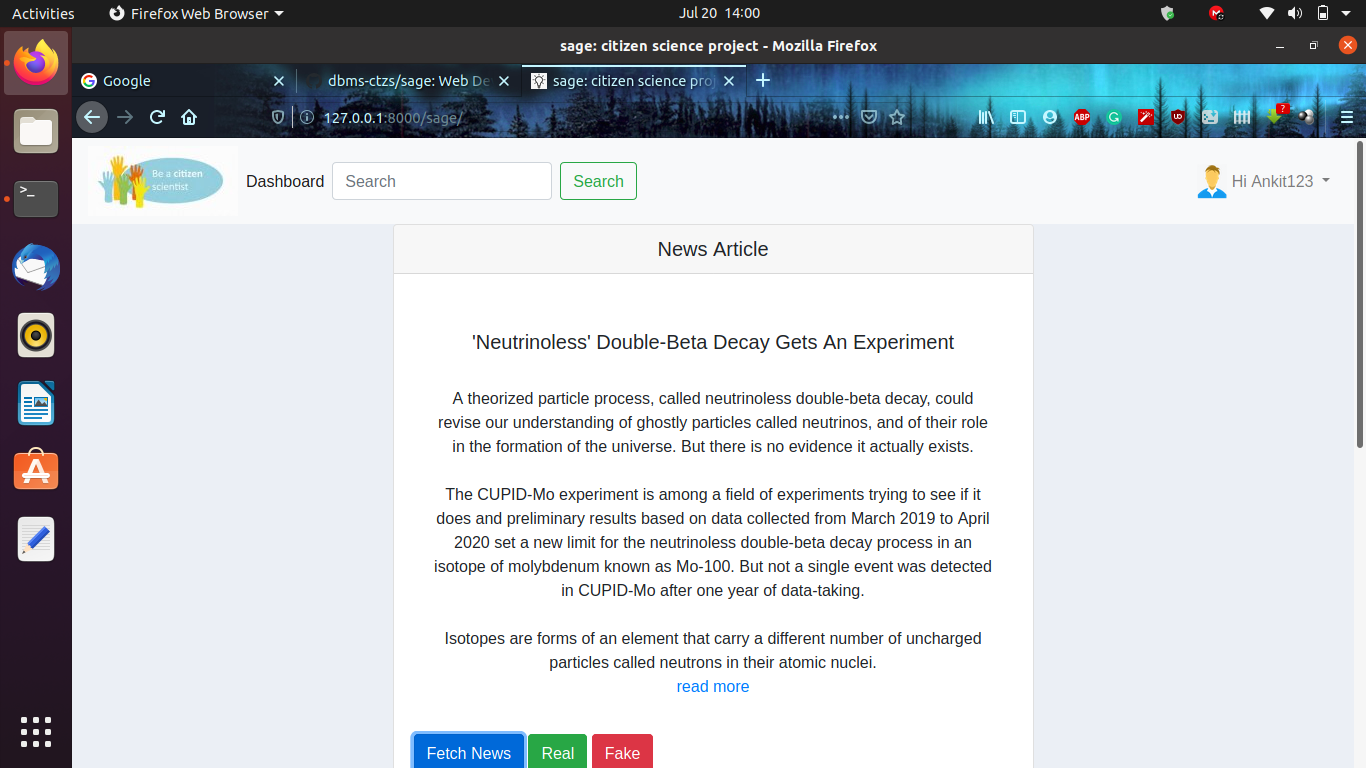 Activities
Firefox Web Browser
Jul 20 14:00
sage: citizen science project - Mozilla Firefox
Google
dbms-ctzs/sage: Web De
sage: citizen science pro
127.0.0.1:8000/sage/
ABP
?
Be a citizen
scientist
Dashboard
Search
Search
Hi Ankit123
News Article
'Neutrinoless' Double-Beta Decay Gets An Experiment
A theorized particle process, called neutrinoless double-beta decay, could
revise our understanding of ghostly particles called neutrinos, and of their role
in the formation of the universe. But there is no evidence it actually exists.
The CUPID-Mo experiment is among a field of experiments trying to see if it
does and preliminary results based on data collected from March 2019 to April
2020 set a new limit for the neutrinoless double-beta decay process in an
isotope of molybdenum known as Mo-100. But not a single event was detected
in CUPID-Mo after one year of data-taking.
Isotopes are forms of an element that carry a different number of uncharged
particles called neutrons in their atomic nuclei.
read more
Fetch News
Real
Fake